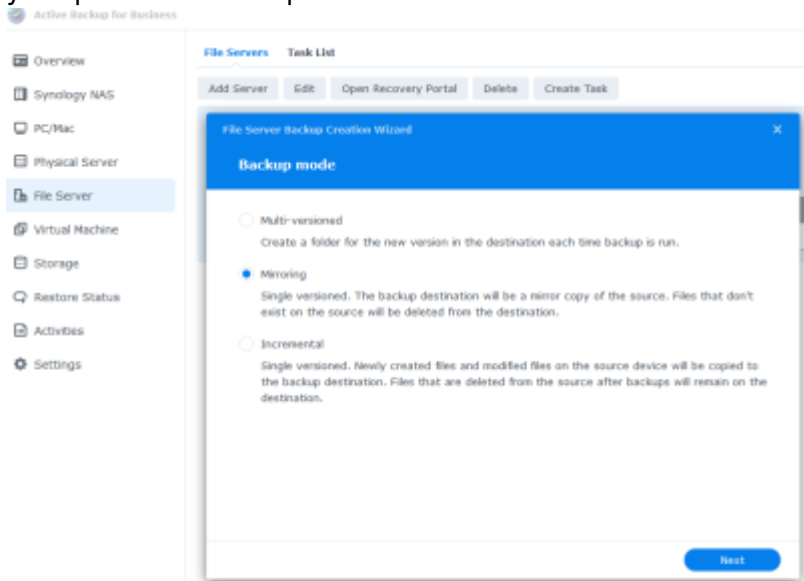 Active Backup for Business
File Servers Task List
Overview
Add Server Edit Open Recovery Portal Delete Create Task
Synology NAS
PC/Mac
File Server Backup Creation Wizard X
Backup mode
Physical Server
File Server
Virtual Machine
Storage
Restore Status
Activities
Settings
Multi-versioned
Create a folder for the new version in the destination each time backup is run.
Mirroring
Single versioned. The backup destination will be a mirror copy of the source. Files that don't
exist on the source will be deleted from the destination.
Incremental
Single versioned. Newly created files and modified files on the source device will be copied to
the backup destination. Files that are deleted from the source after backups will remain on the
destination.
Next